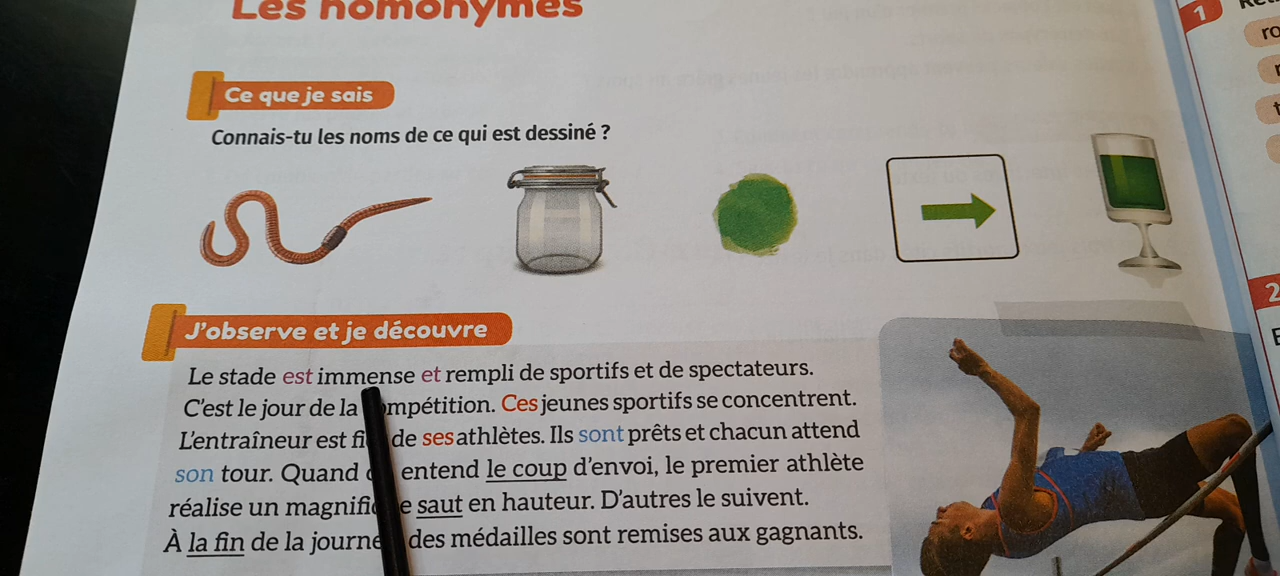 Les homonymes
Ce que je sais
Connais-tu les noms de ce qui est dessiné ?
J'observe et je découvre
Le stade est immense et rempli de sportifs et de spectateurs.
C'est le jour de la mpétition. Ces jeunes sportifs se concentrent.
L'entraîneur est fi de ses athlètes. Ils sont prêts et chacun attend
son tour. Quand entend le coup d'envoi, le premier athlète
réalise un magnifi e saut en hauteur. D'autres le suivent.
À la fin de la journé des médailles sont remises aux gagnants.
1
2